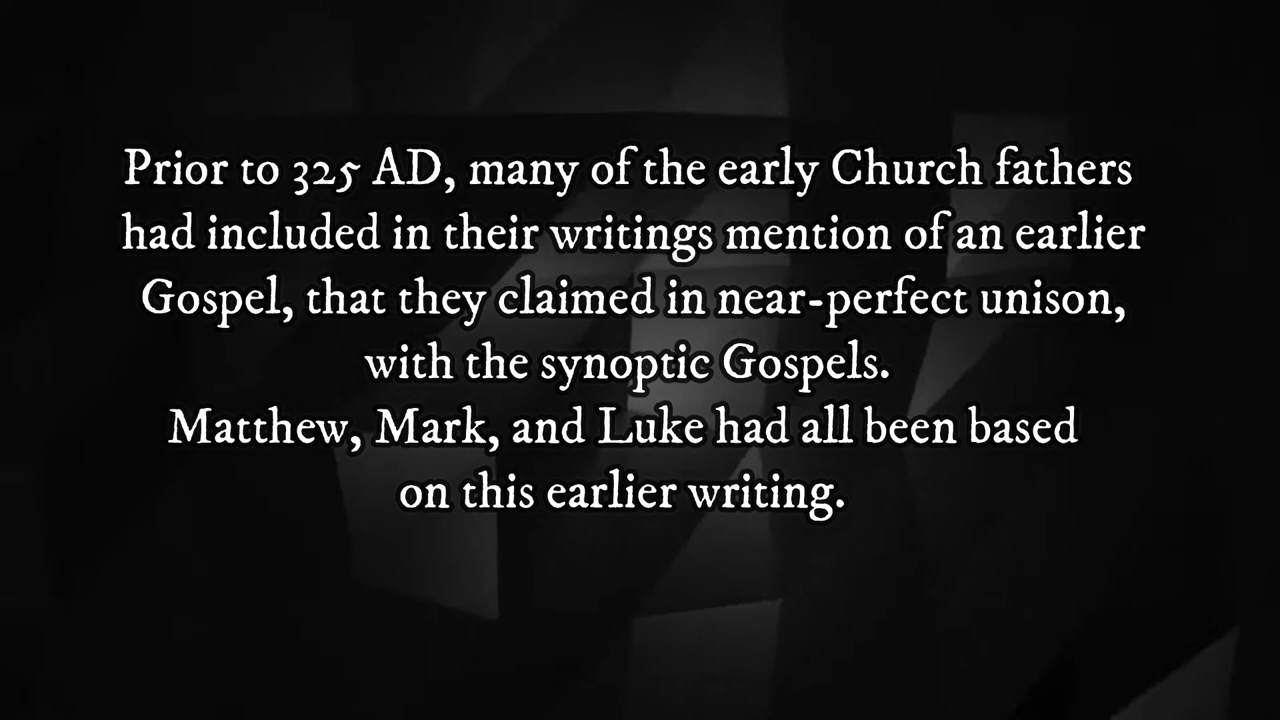 Prior to 325 AD, many of the early Church fathers
had included in their writings mention of an earlier
Gospel, that they claimed in near-perfect unison,
with the synoptic Gospels.
Matthew, Mark, and Luke had all been based
on this earlier writing.